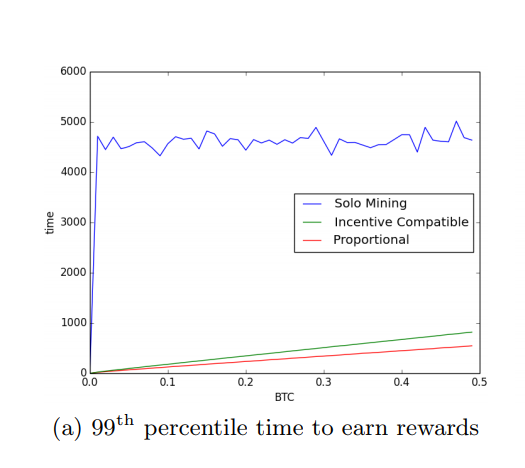 6000
5000
4000
3000
2000
1000
0
time
Solo Mining
Incentive Compatible
Proportional
0.0 0.1 0.2 0.3 0.4 0.5
BTC
(a) 99th percentile time to earn rewards